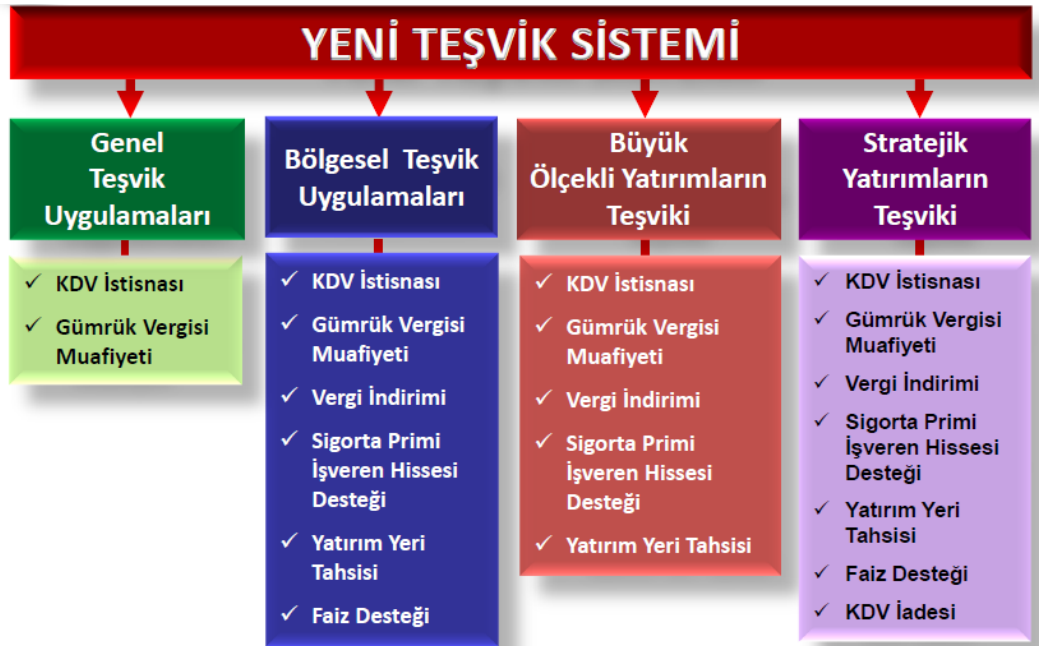 YENİ TEŞVİK SİSTEMİ
Genel
Teşvik
Uygulamaları
✓ KDV İstisnası
✓ Gümrük Vergisi
Muafiyeti
Bölgesel Teşvik
Uygulamaları
✓ KDV İstisnası
✓ Gümrük Vergisi
Muafiyeti
✓ Vergi İndirimi
✓ Sigorta Primi
İşveren Hissesi
Desteği
✓ Yatırım Yeri
Tahsisi
✓ Faiz Desteği
Büyük
Ölçekli Yatırımların
Teşviki
✓ KDV İstisnası
✓ Gümrük Vergisi
Muafiyeti
✓ Vergi İndirimi
✓ Sigorta Primi
İşveren Hissesi
Desteği
✓ Yatırım Yeri Tahsisi
Stratejik
Yatırımların
Teşviki
✓ KDV İstisnası
✓ Gümrük Vergisi
Muafiyeti
✓ Vergi İndirimi
✓ Sigorta Primi
İşveren Hissesi
Desteği
✓ Yatırım Yeri
Tahsisi
✓ Faiz Desteği
✓ KDV İadesi